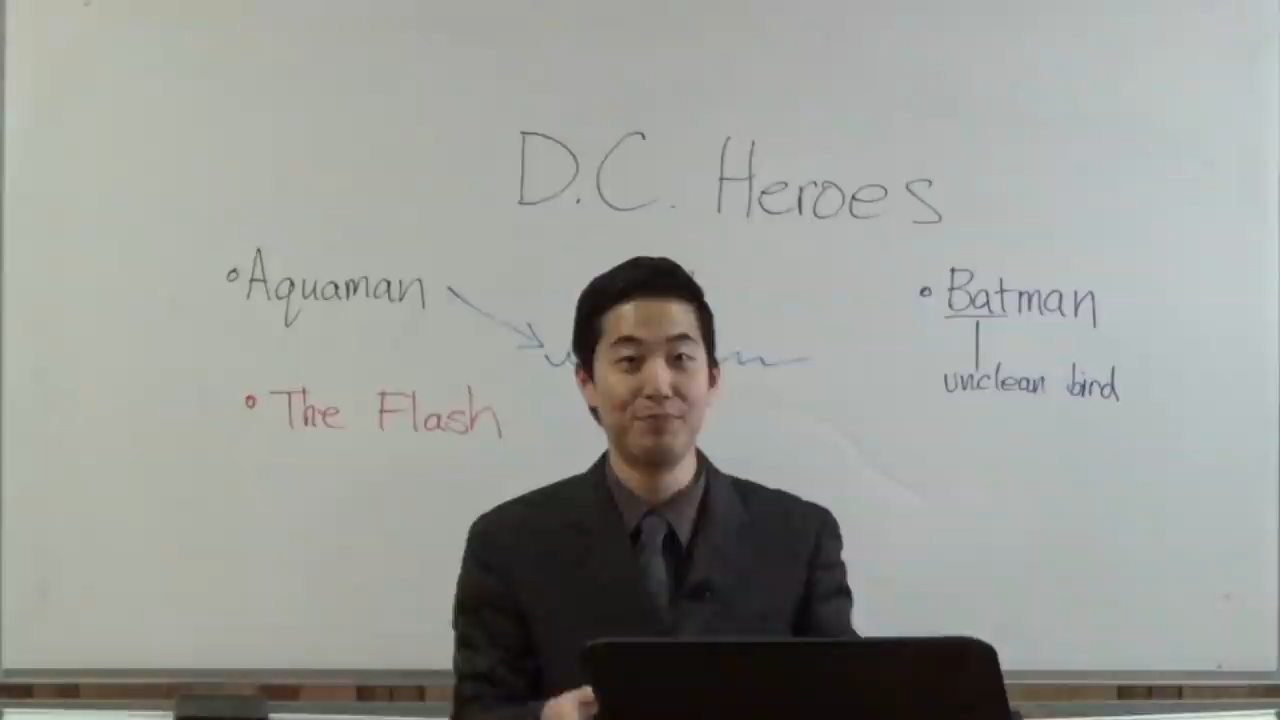 D.C. Heroes
Aquaman
The Flash
Batman
unclean bird